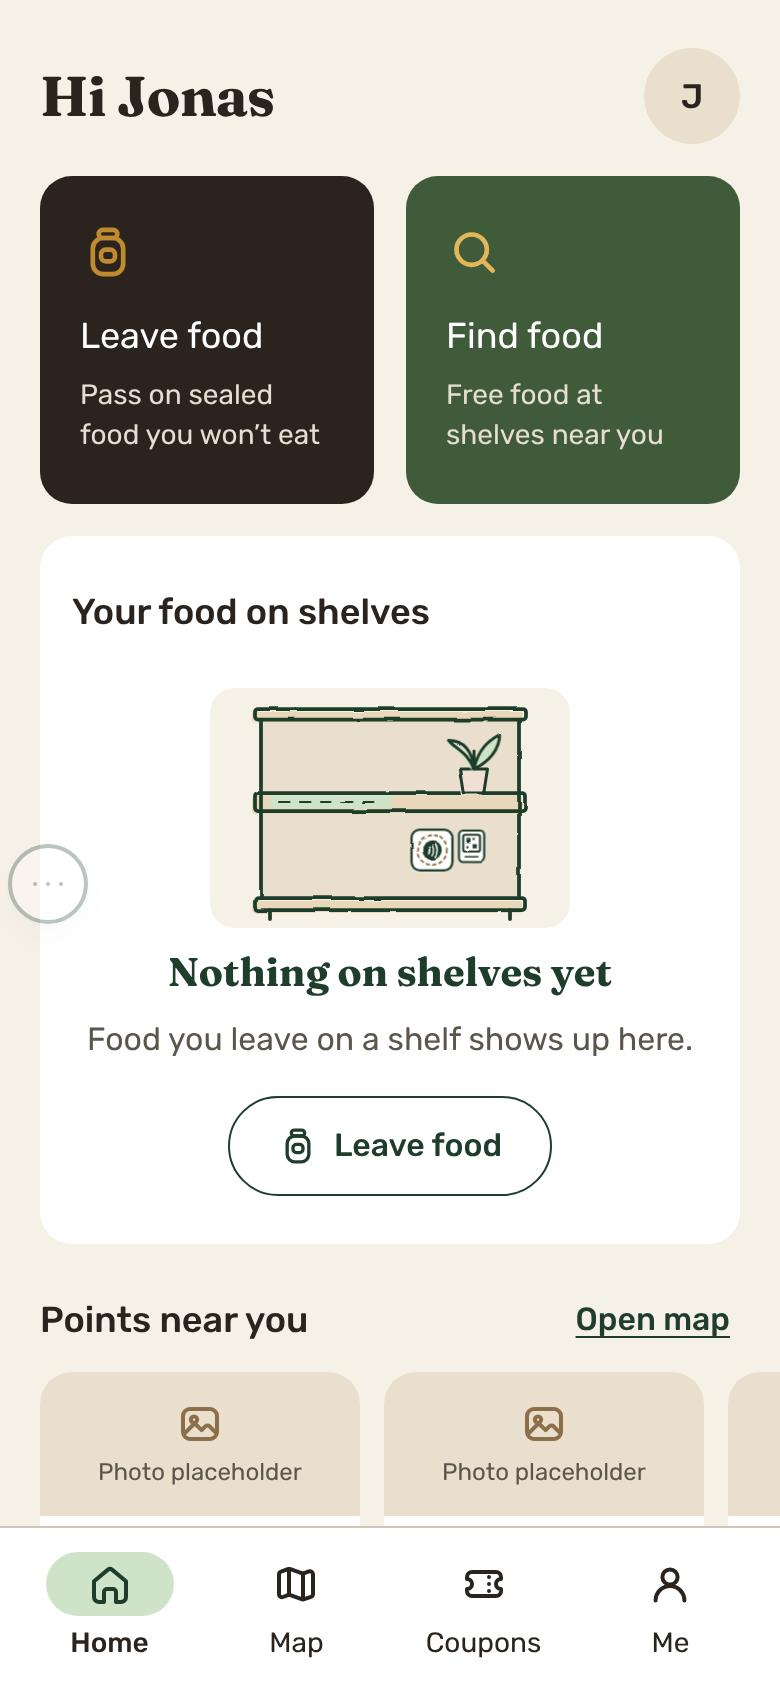 Hi Jonas
J
Leave food
Pass on sealed
food you won’t eat
Find food
Free food at
shelves near you
Your food on shelves
Nothing on shelves yet
Food you leave on a shelf shows up here.
Leave food
Points near you
Open map
Photo placeholder
Photo placeholder
Home
Map
Coupons
Me